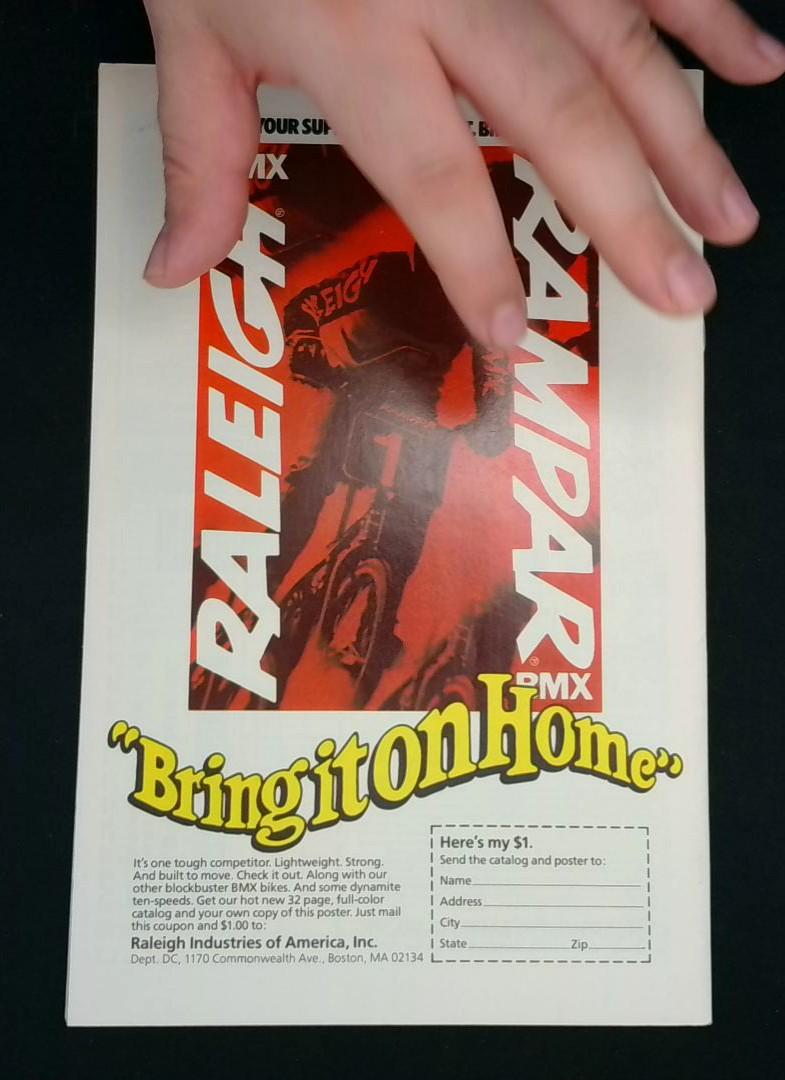 YOUR
RALEIGH®
RAMPAR®
BMX
1
"Bring it on Home"
It's one tough competitor. Lightweight. Strong.
And built to move. Check it out. Along with our
other blockbuster BMX bikes. And some dynamite
ten-speeds. Get our hot new 32 page, full-color
catalog and your own copy of this poster. Just mail
this coupon and $1.00 to:
Raleigh Industries of America, Inc.
Dept. DC, 1170 Commonwealth Ave., Boston, MA 02134
Here's my $1.
Send the catalog and poster to:
Name
Address
City
State Zip